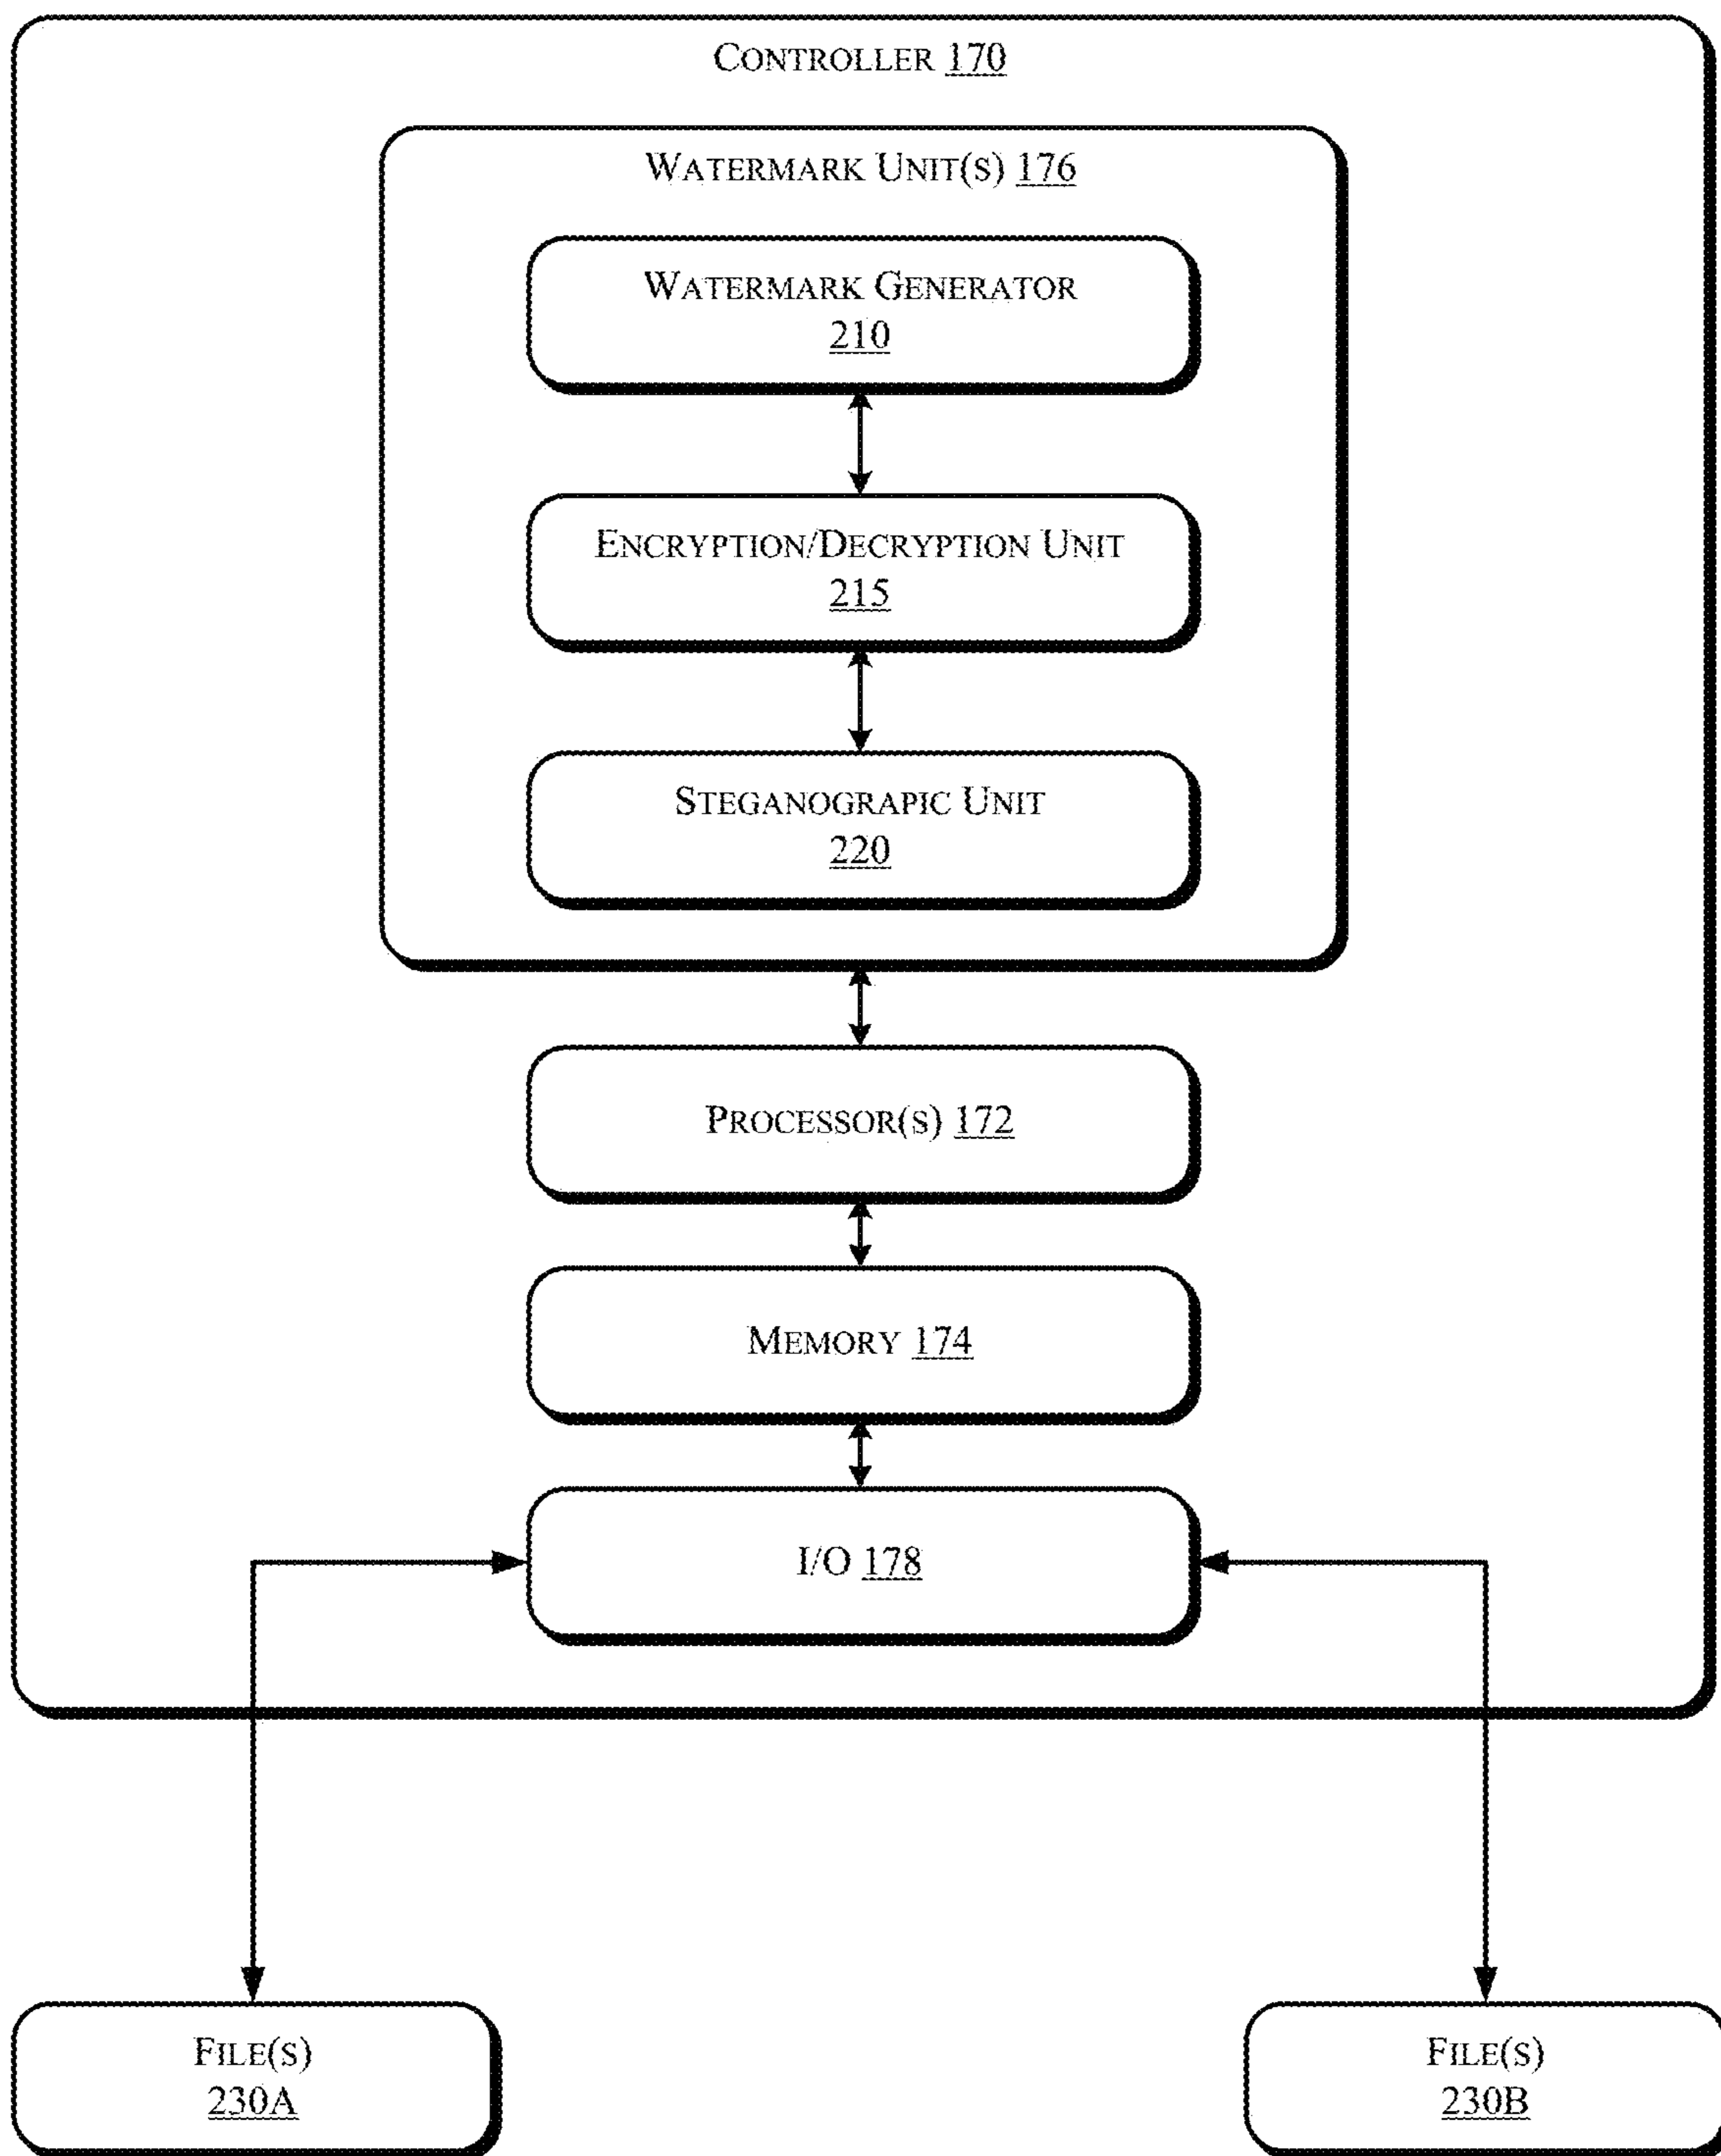 CONTROLLER 170
WATERMARK UNIT(S) 176
WATERMARK GENERATOR
210
ENCRYPTION/DECRYPTION UNIT
215
STEGANOGRAPIC UNIT
220
PROCESSOR(S) 172
MEMORY 174
I/O 178
FILE(S)
230A
FILE(S)
230B